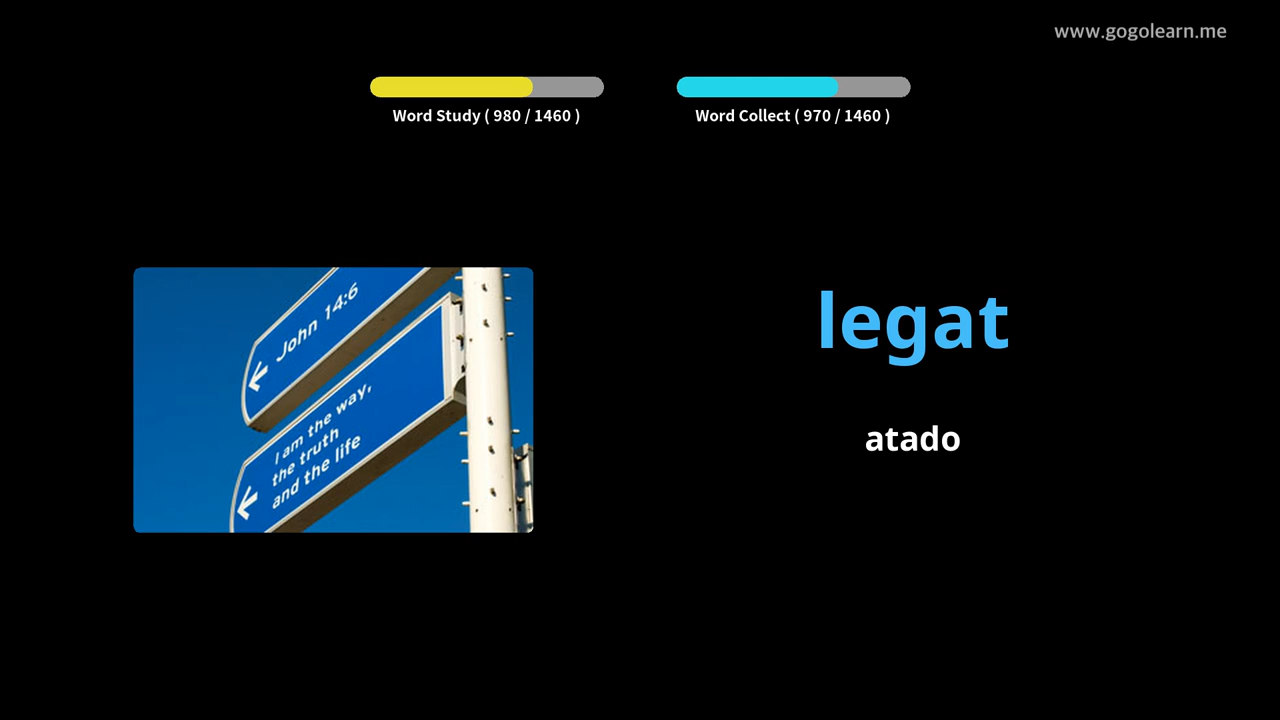 www.gogolearn.me
Word Study ( 980 / 1460 )
Word Collect ( 970 / 1460 )
John 14:6
I am the way,
the truth
and the life
legat
atado